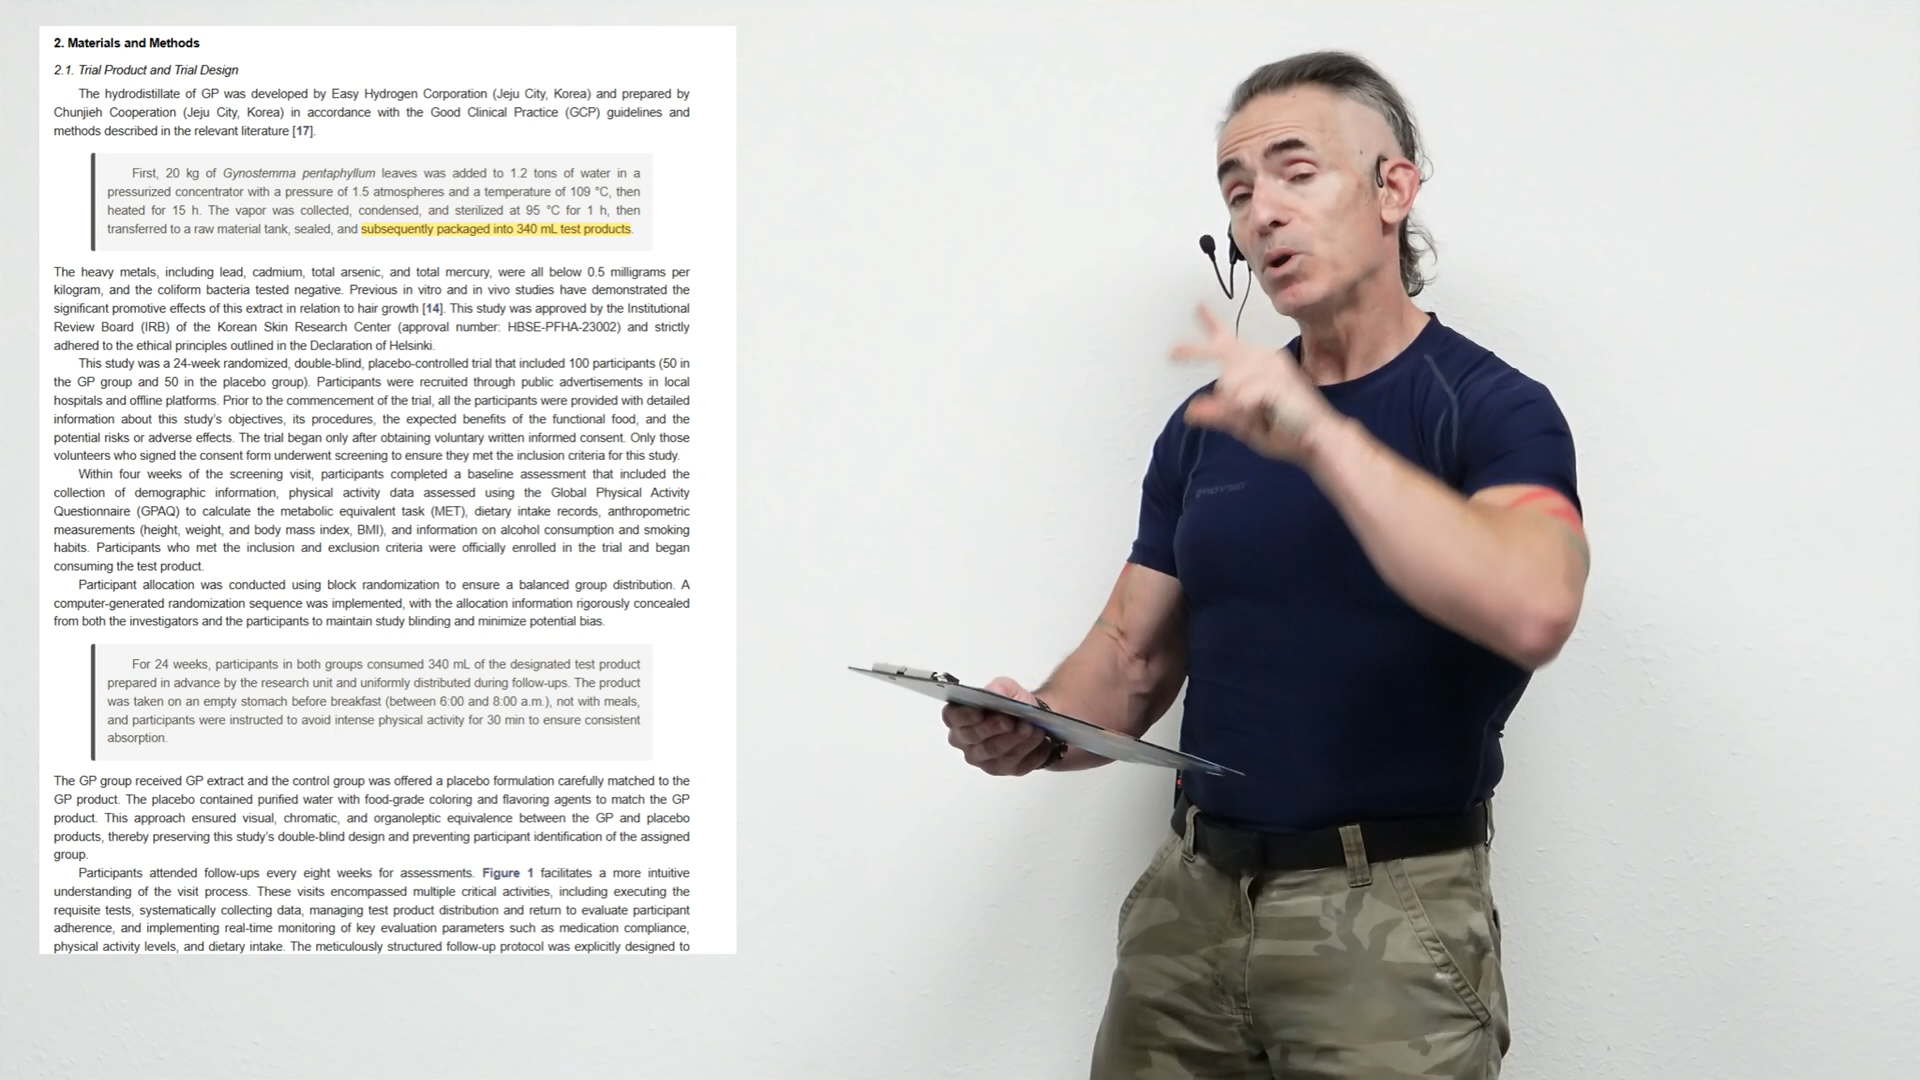 2. Materials and Methods
2.1. Trial Product and Trial Design
The hydrodistillate of GP was developed by Easy Hydrogen Corporation (Jeju City, Korea) and prepared by
Chunjieh Cooperation (Jeju City, Korea) in accordance with the Good Clinical Practice (GCP) guidelines and
methods described in the relevant literature [17].
First, 20 kg of Gynostemma pentaphyllum leaves was added to 1.2 tons of water in a
pressurized concentrator with a pressure of 1.5 atmospheres and a temperature of 109 °C, then
heated for 15 h. The vapor was collected, condensed, and sterilized at 95 °C for 1 h, then
transferred to a raw material tank, sealed, and subsequently packaged into 340 mL test products.
The heavy metals, including lead, cadmium, total arsenic, and total mercury, were all below 0.5 milligrams per
kilogram, and the coliform bacteria tested negative. Previous in vitro and in vivo studies have demonstrated the
significant promotive effects of this extract in relation to hair growth [14]. This study was approved by the Institutional
Review Board (IRB) of the Korean Skin Research Center (approval number: HBSE-PFHA-23002) and strictly
adhered to the ethical principles outlined in the Declaration of Helsinki.
This study was a 24-week randomized, double-blind, placebo-controlled trial that included 100 participants (50 in
the GP group and 50 in the placebo group). Participants were recruited through public advertisements in local
hospitals and offline platforms. Prior to the commencement of the trial, all the participants were provided with detailed
information about this study's objectives, its procedures, the expected benefits of the functional food, and the
potential risks or adverse effects. The trial began only after obtaining voluntary written informed consent. Only those
volunteers who signed the consent form underwent screening to ensure they met the inclusion criteria for this study.
Within four weeks of the screening visit, participants completed a baseline assessment that included the
collection of demographic information, physical activity data assessed using the Global Physical Activity
Questionnaire (GPAQ) to calculate the metabolic equivalent task (MET), dietary intake records, anthropometric
measurements (height, weight, and body mass index, BMI), and information on alcohol consumption and smoking
habits. Participants who met the inclusion and exclusion criteria were officially enrolled in the trial and began
consuming the test product.
Participant allocation was conducted using block randomization to ensure a balanced group distribution. A
computer-generated randomization sequence was implemented, with the allocation information rigorously concealed
from both the investigators and the participants to maintain study blinding and minimize potential bias.
For 24 weeks, participants in both groups consumed 340 mL of the designated test product
prepared in advance by the research unit and uniformly distributed during follow-ups. The product
was taken on an empty stomach before breakfast (between 6:00 and 8:00 a.m.), not with meals,
and participants were instructed to avoid intense physical activity for 30 min to ensure consistent
absorption.
The GP group received GP extract and the control group was offered a placebo formulation carefully matched to the
GP product. The placebo contained purified water with food-grade coloring and flavoring agents to match the GP
product. This approach ensured visual, chromatic, and organoleptic equivalence between the GP and placebo
products, thereby preserving this study's double-blind design and preventing participant identification of the assigned
group.
Participants attended follow-ups every eight weeks for assessments. Figure 1 facilitates a more intuitive
understanding of the visit process. These visits encompassed multiple critical activities, including executing the
requisite tests, systematically collecting data, managing test product distribution and return to evaluate participant
adherence, and implementing real-time monitoring of key evaluation parameters such as medication compliance,
physical activity levels, and dietary intake. The meticulously structured follow-up protocol was explicitly designed to